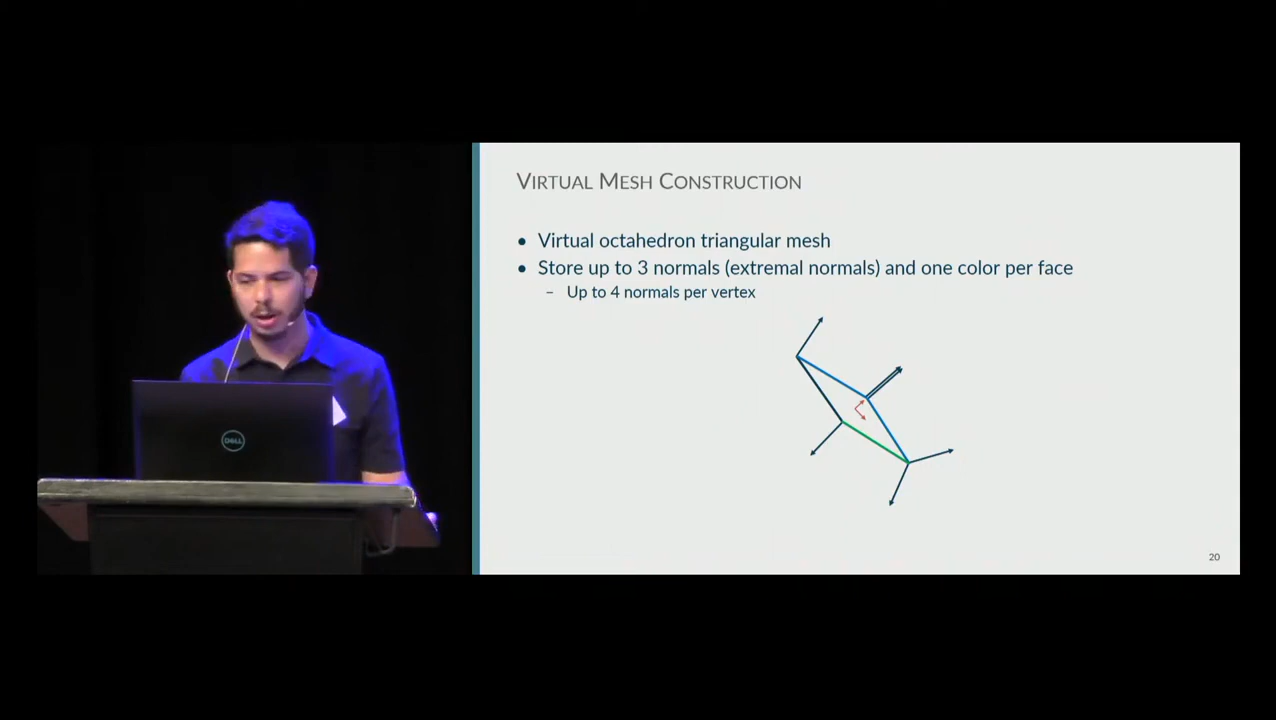 VIRTUAL MESH CONSTRUCTION
• Virtual octahedron triangular mesh
• Store up to 3 normals (extremal normals) and one color per face
– Up to 4 normals per vertex
20
DELL